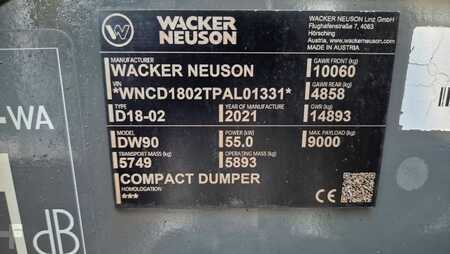 WACKER
NEUSON
WACKER NEUSON Linz GmbH
Flughafenstraße 7, 4063
Hörsching
www.wackerneuson.com
MADE IN AUSTRIA
MANUFACTURER
WACKER NEUSON
GAWR FRONT (kg)
10060
VIN
*WNCD1802TPAL01331*
GAWR REAR (kg)
4858
TYPE
D18-02
YEAR OF MANUFACTURE
2021
GWR (kg)
14893
MODEL
DW90
POWER (kW)
55.0
MAX. PAYLOAD (kg)
9000
TRANSPORT MASS (kg)
5749
OPERATING MASS (kg)
5893
COMPACT DUMPER
HOMOLOGATION
***
CE
-WA
dB